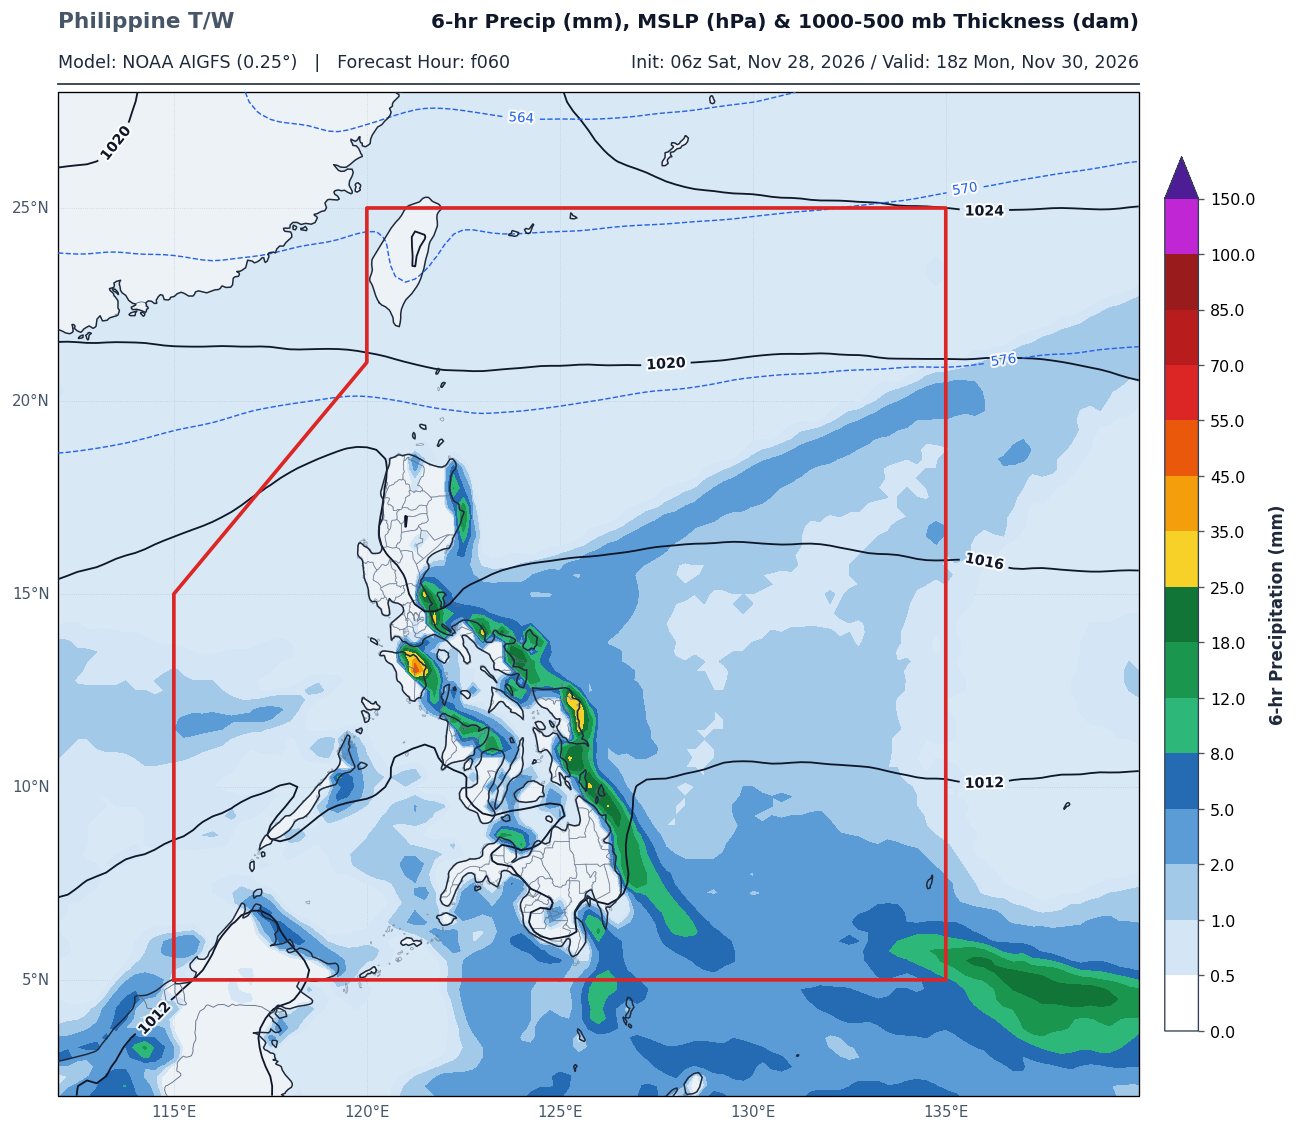 Philippine T/W
6-hr Precip (mm), MSLP (hPa) & 1000-500 mb Thickness (dam)
Model: NOAA AIGFS (0.25°) | Forecast Hour: f060
Init: 06z Sat, Nov 28, 2026 / Valid: 18z Mon, Nov 30, 2026
1020
564
570
1024
1020
576
1016
1012
1012
25°N
20°N
15°N
10°N
5°N
115°E
120°E
125°E
130°E
135°E
150.0
100.0
85.0
70.0
55.0
45.0
35.0
25.0
18.0
12.0
8.0
5.0
2.0
1.0
0.5
0.0
6-hr Precipitation (mm)